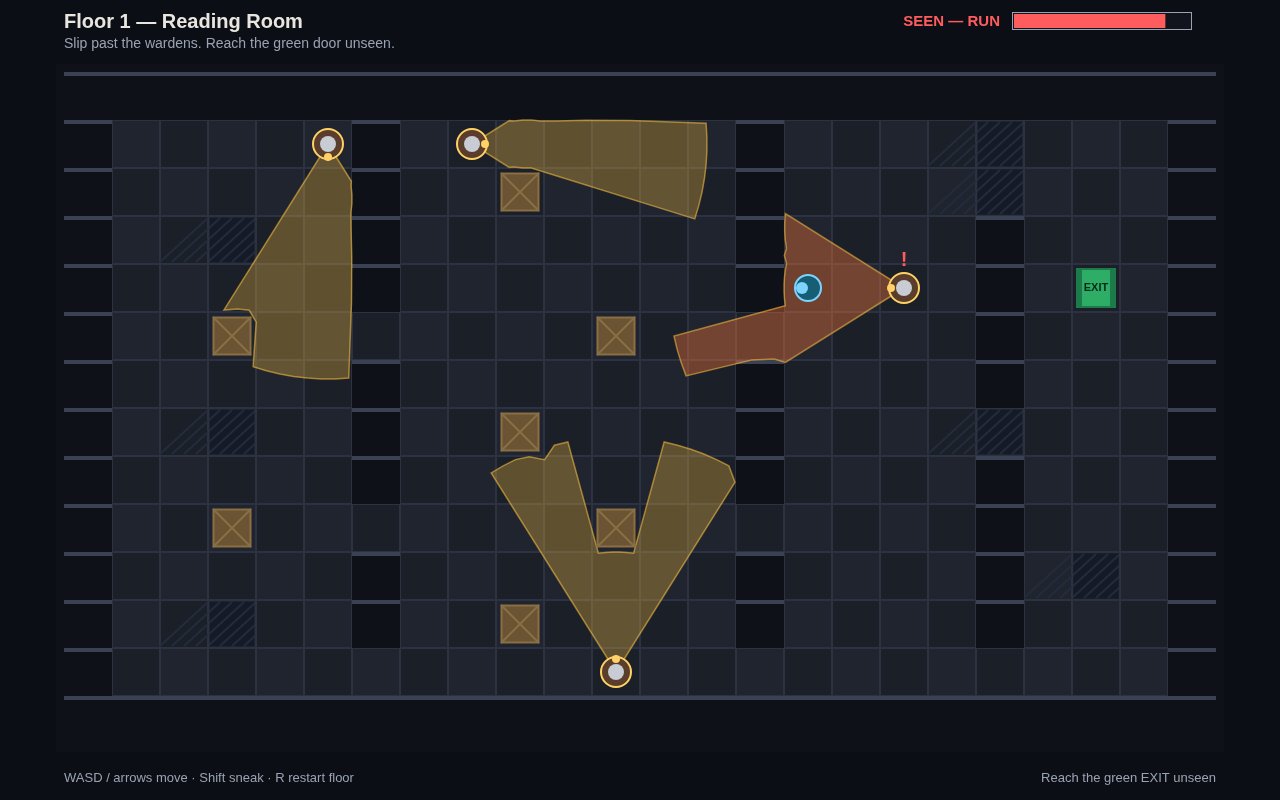 Floor 1 — Reading Room
SEEN — RUN
Slip past the wardens. Reach the green door unseen.
!
EXIT
WASD / arrows move · Shift sneak · R restart floor
Reach the green EXIT unseen